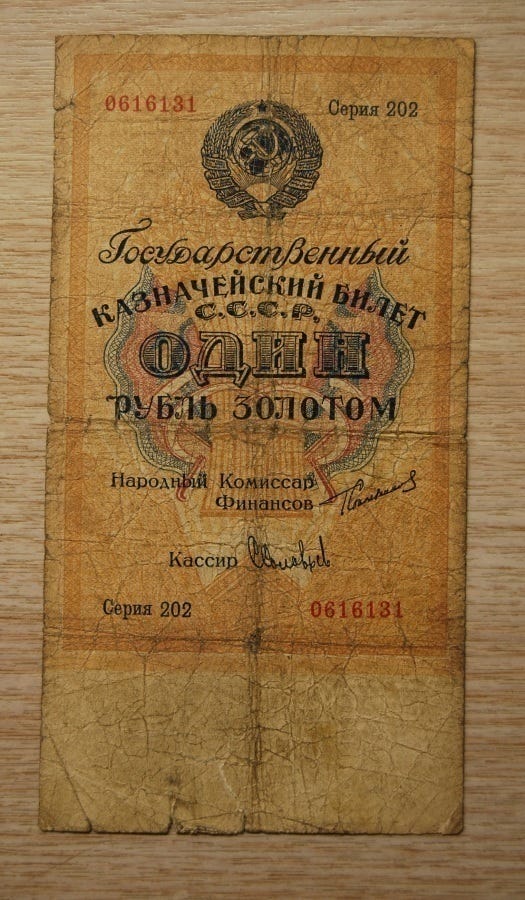 0616131 Серия 202
Государственный
КАЗНАЧЕЙСКИЙ БИЛЕТ
С.С.С.Р.
ОДИН
РУБЛЬ ЗОЛОТОМ
Народный Комиссар
Финансов
Кассир
Серия 202 0616131